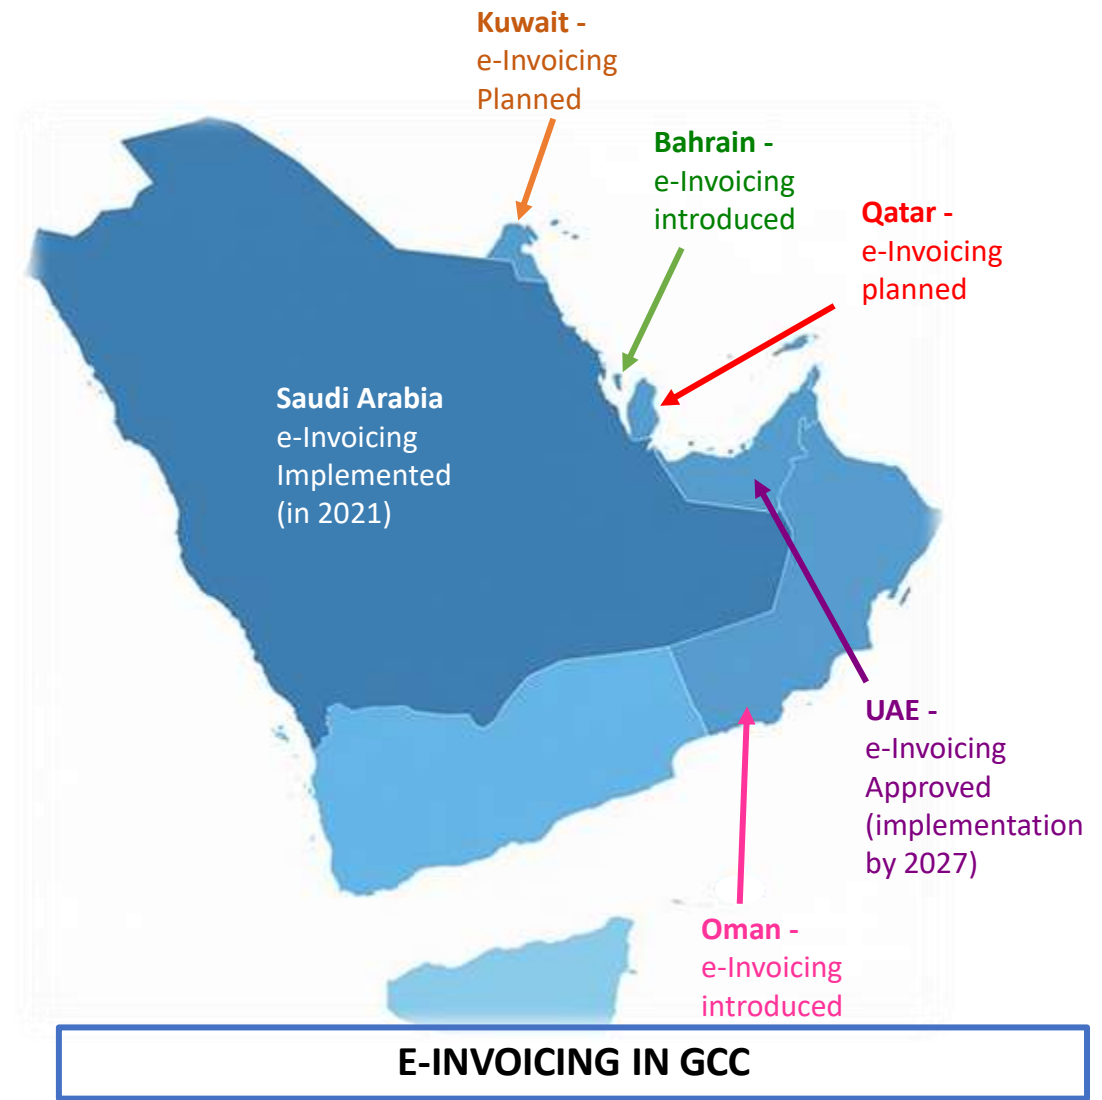 Kuwait -
e-Invoicing
Planned
Bahrain -
e-Invoicing
introduced
Qatar -
e-Invoicing
planned
Saudi Arabia
e-Invoicing
Implemented
(in 2021)
UAE -
e-Invoicing
Approved
(implementation
by 2027)
Oman -
e-Invoicing
introduced
E-INVOICING IN GCC